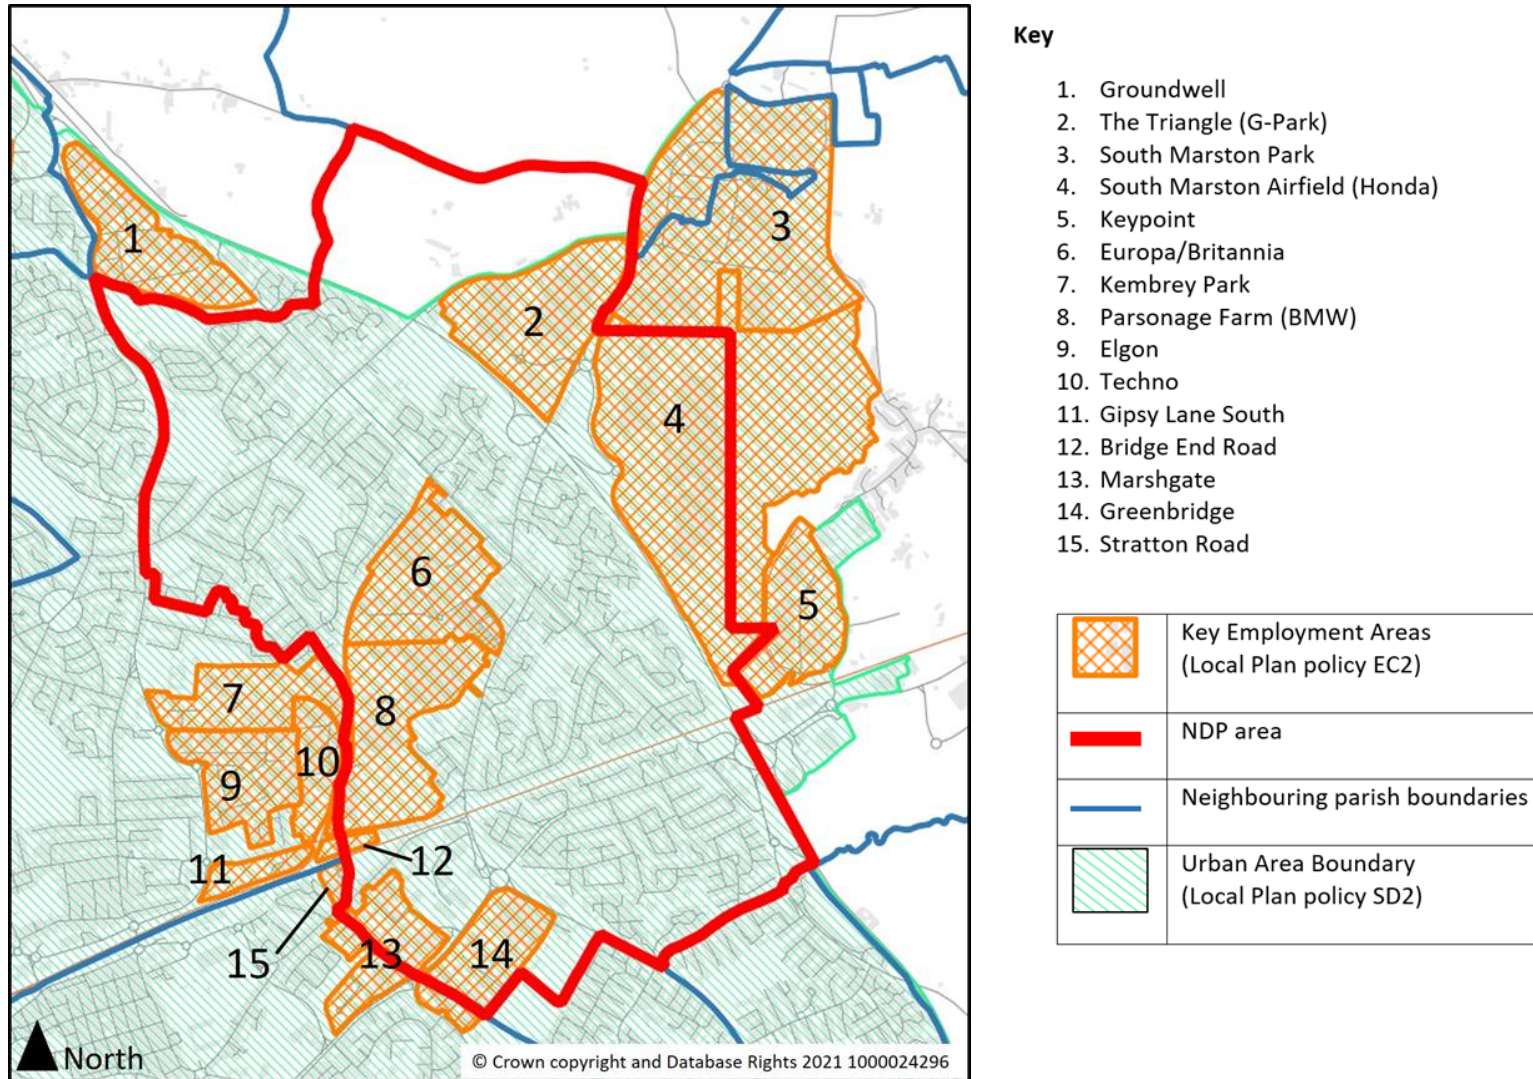 1
2
3
4
5
6
7
8
9
10
11
12
13
14
15
North
© Crown copyright and Database Rights 2021 1000024296
Key
1. Groundwell
2. The Triangle (G-Park)
3. South Marston Park
4. South Marston Airfield (Honda)
5. Keypoint
6. Europa/Britannia
7. Kembrey Park
8. Parsonage Farm (BMW)
9. Elgon
10. Techno
11. Gipsy Lane South
12. Bridge End Road
13. Marshgate
14. Greenbridge
15. Stratton Road
Key Employment Areas
(Local Plan policy EC2)
NDP area
Neighbouring parish boundaries
Urban Area Boundary
(Local Plan policy SD2)